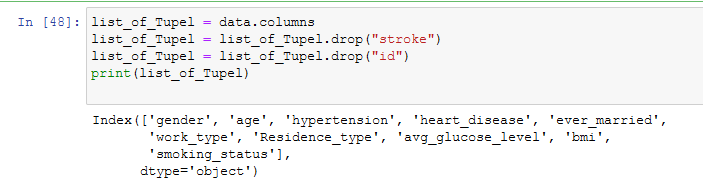 In [48]: list_of_Tupel = data.columns
list_of_Tupel = list_of_Tupel.drop("stroke")
list_of_Tupel = list_of_Tupel.drop("id")
print(list_of_Tupel)
Index(['gender', 'age', 'hypertension', 'heart_disease', 'ever_married',
'work_type', 'Residence_type', 'avg_glucose_level', 'bmi',
'smoking_status'],
dtype='object')